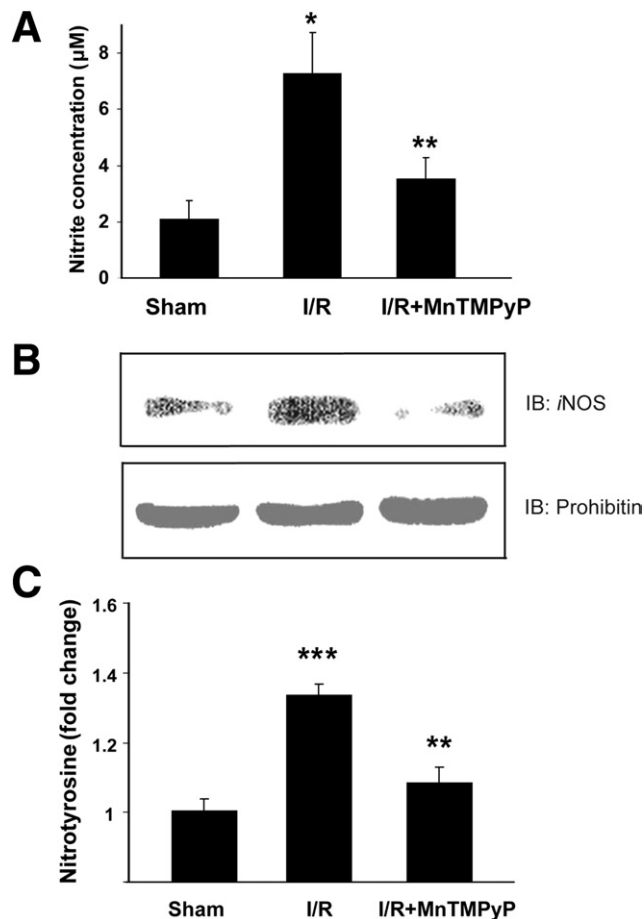 A
Nitrite concentration (µM)
8
6
4
2
0
*
**
Sham I/R I/R+MnTMPyP
B
IB: iNOS
IB: Prohibitin
C
Nitrotyrosine (fold change)
1.6
1.4
1.2
1
***
**
Sham I/R I/R+MnTMPyP